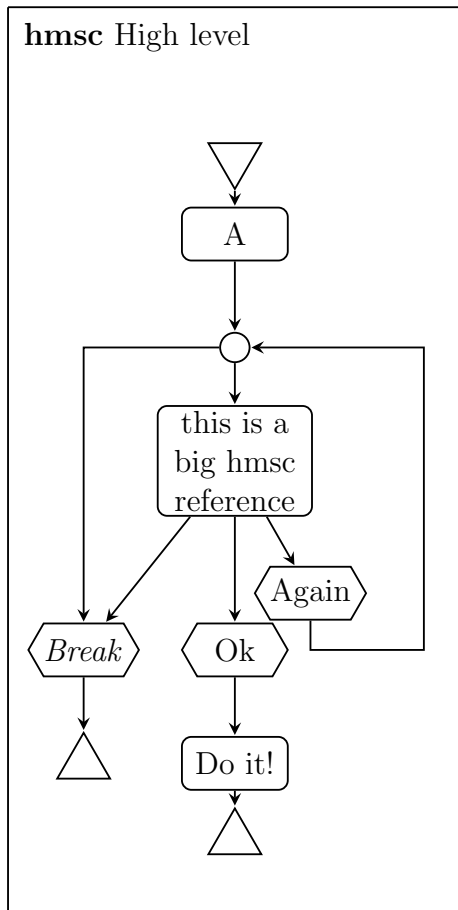 hmsc High level
A
this is a
big hmsc
reference
Again
Break
Ok
Do it!